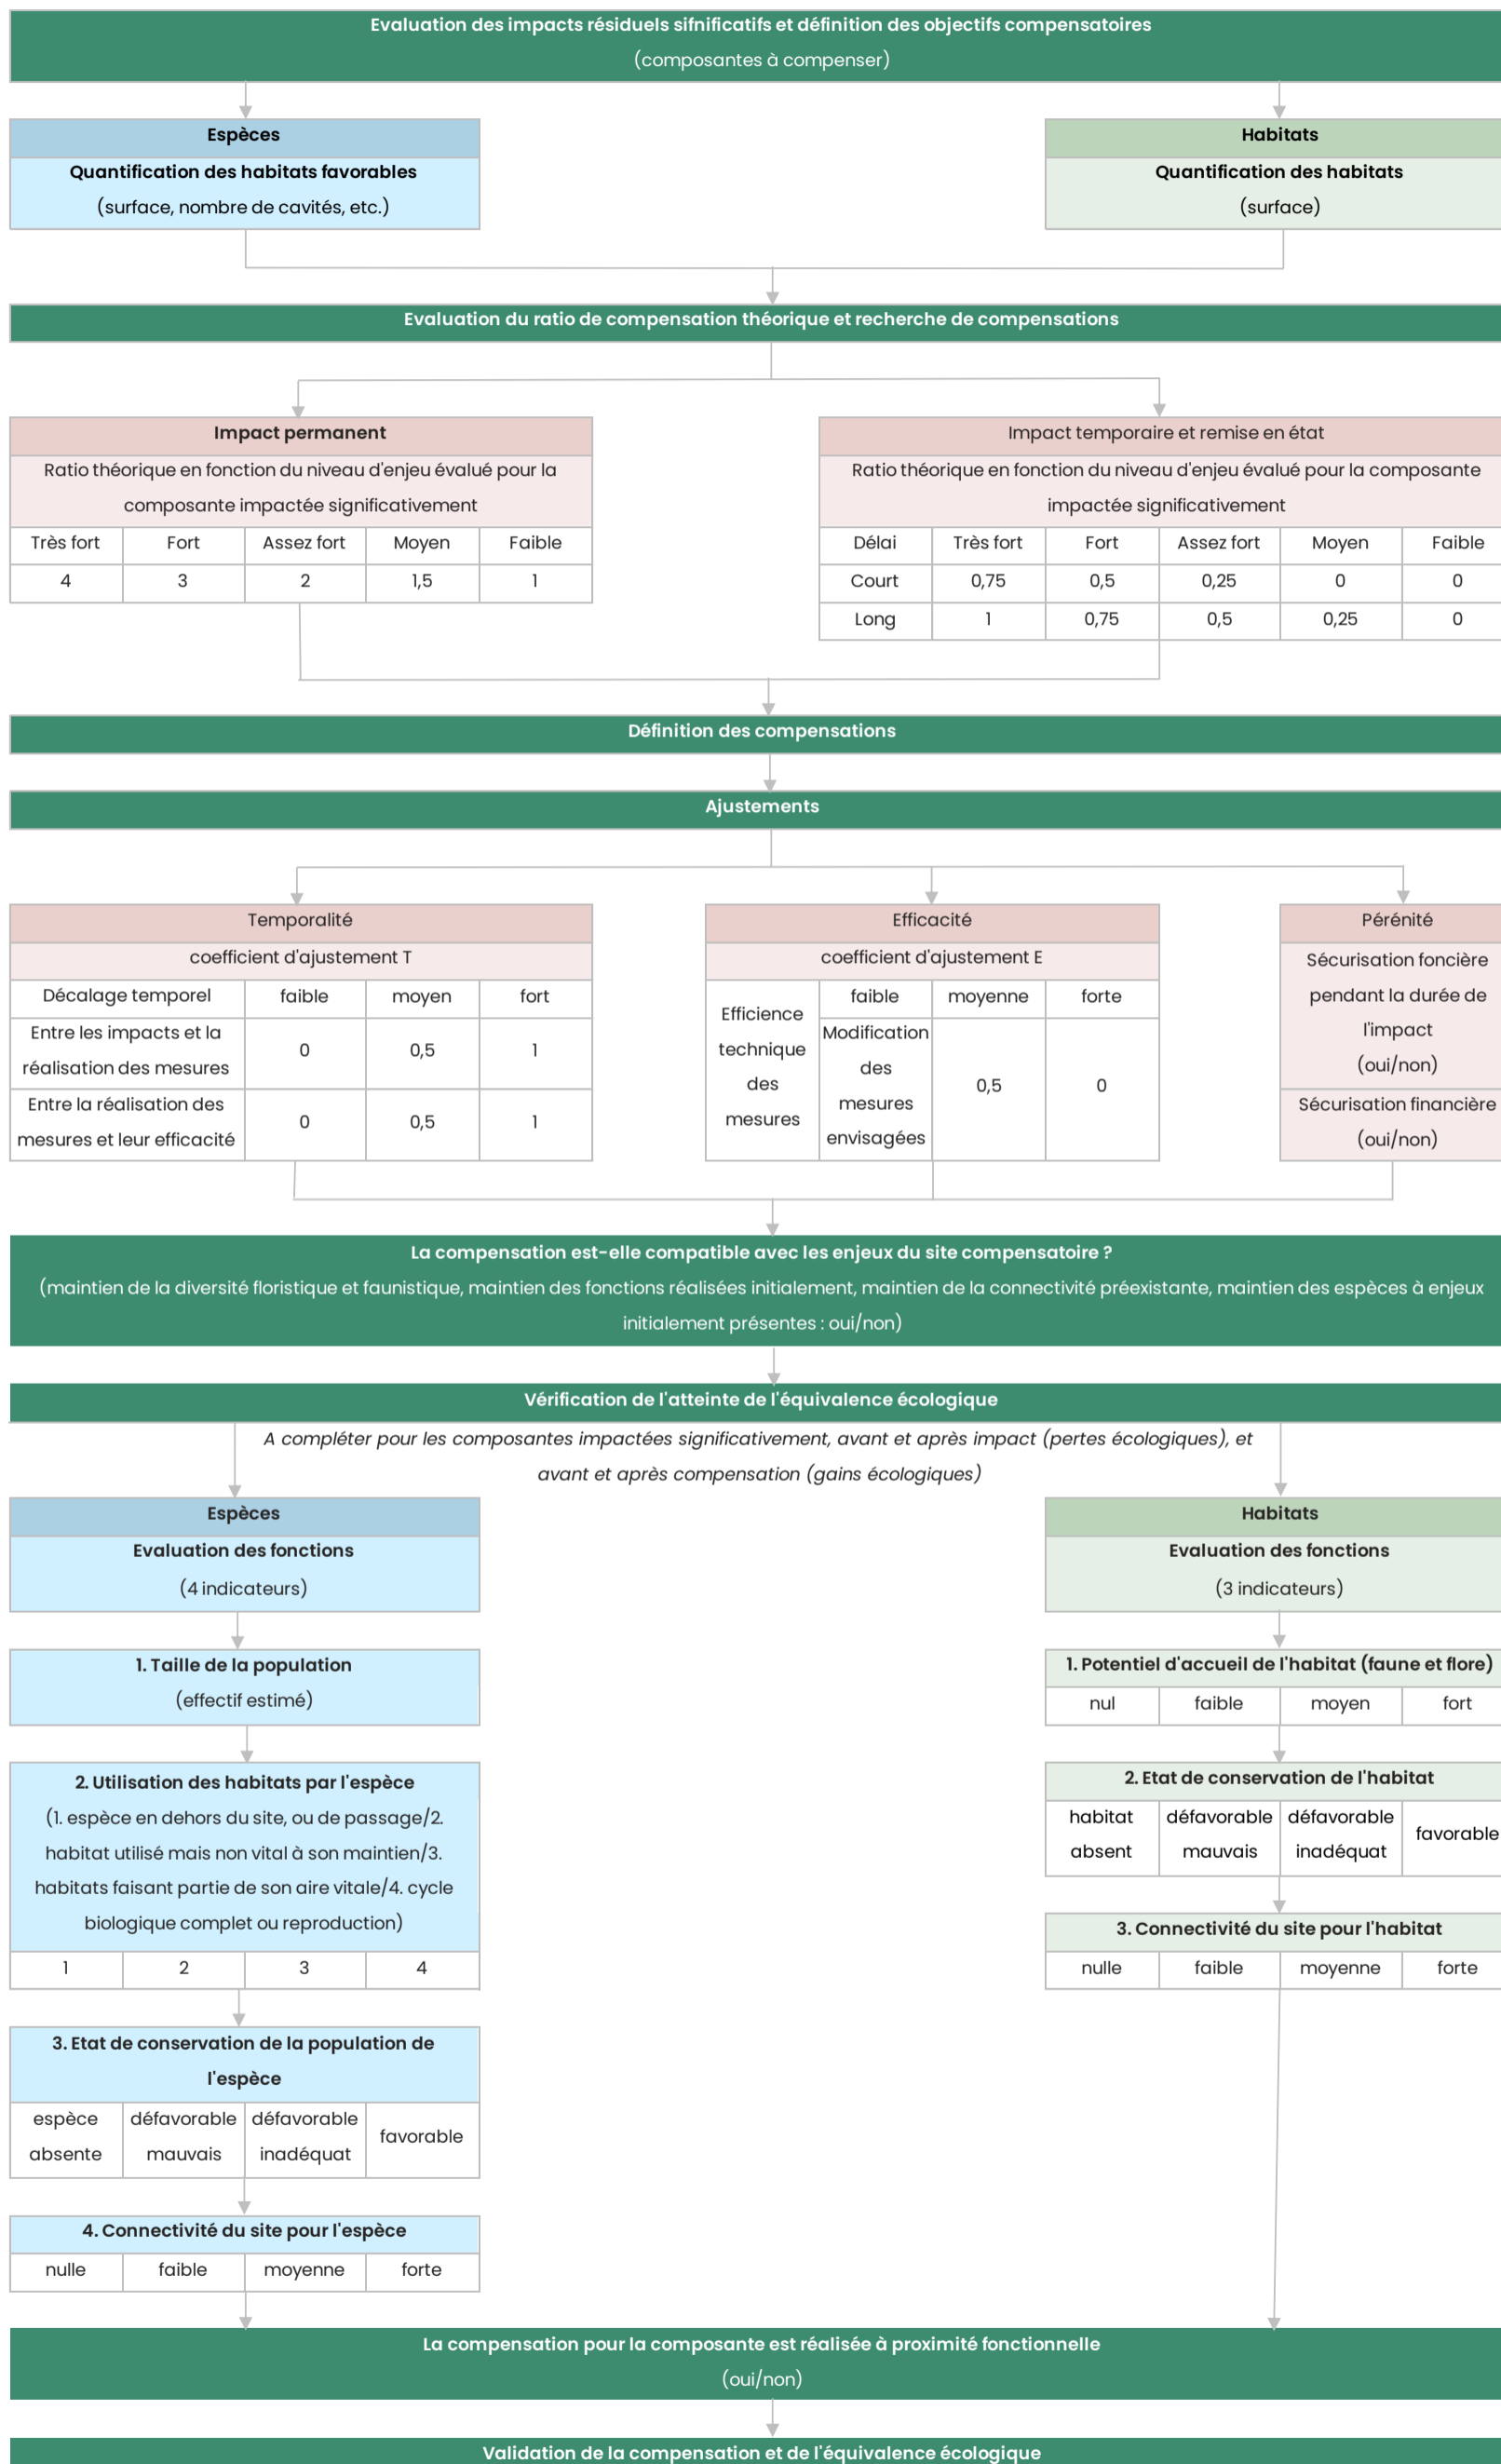 Evaluation des impacts résiduels sifnificatifs et définition des objectifs compensatoires
(composantes à compenser)
Espèces
Quantification des habitats favorables
(surface, nombre de cavités, etc.)
Habitats
Quantification des habitats
(surface)
Evaluation du ratio de compensation théorique et recherche de compensations
Impact permanent
Ratio théorique en fonction du niveau d'enjeu évalué pour la
composante impactée significativement
Très fort Fort Assez fort Moyen Faible
4 3 2 1,5 1
Impact temporaire et remise en état
Ratio théorique en fonction du niveau d'enjeu évalué pour la composante
impactée significativement
Délai Très fort Fort Assez fort Moyen Faible
Court 0,75 0,5 0,25 0 0
Long 1 0,75 0,5 0,25 0
Définition des compensations
Ajustements
Temporalité
coefficient d'ajustement T
Décalage temporel faible moyen fort
Entre les impacts et la
réalisation des mesures
0 0,5 1
Entre la réalisation des
mesures et leur efficacité
0 0,5 1
Efficacité
coefficient d'ajustement E
Efficience
technique
des
mesures
faible moyenne forte
Modification
des
mesures
envisagées
0,5 0
Pérénité
Sécurisation foncière
pendant la durée de
l'impact
(oui/non)
Sécurisation financière
(oui/non)
La compensation est-elle compatible avec les enjeux du site compensatoire ?
(maintien de la diversité floristique et faunistique, maintien des fonctions réalisées initialement, maintien de la connectivité préexistante, maintien des espèces à enjeux
initialement présentes : oui/non)
Vérification de l'atteinte de l'équivalence écologique
A compléter pour les composantes impactées significativement, avant et après impact (pertes écologiques), et
avant et après compensation (gains écologiques)
Espèces
Evaluation des fonctions
(4 indicateurs)
1. Taille de la population
(effectif estimé)
2. Utilisation des habitats par l'espèce
(1. espèce en dehors du site, ou de passage/2.
habitat utilisé mais non vital à son maintien/3.
habitats faisant partie de son aire vitale/4. cycle
biologique complet ou reproduction)
1 2 3 4
3. Etat de conservation de la population de
l'espèce
espèce
absente
défavorable
mauvais
défavorable
inadéquat
favorable
4. Connectivité du site pour l'espèce
nulle faible moyenne forte
Habitats
Evaluation des fonctions
(3 indicateurs)
1. Potentiel d'accueil de l'habitat (faune et flore)
nul faible moyen fort
2. Etat de conservation de l'habitat
habitat
absent
défavorable
mauvais
défavorable
inadéquat
favorable
3. Connectivité du site pour l'habitat
nulle faible moyenne forte
La compensation pour la composante est réalisée à proximité fonctionnelle
(oui/non)
Validation de la compensation et de l'équivalence écologique